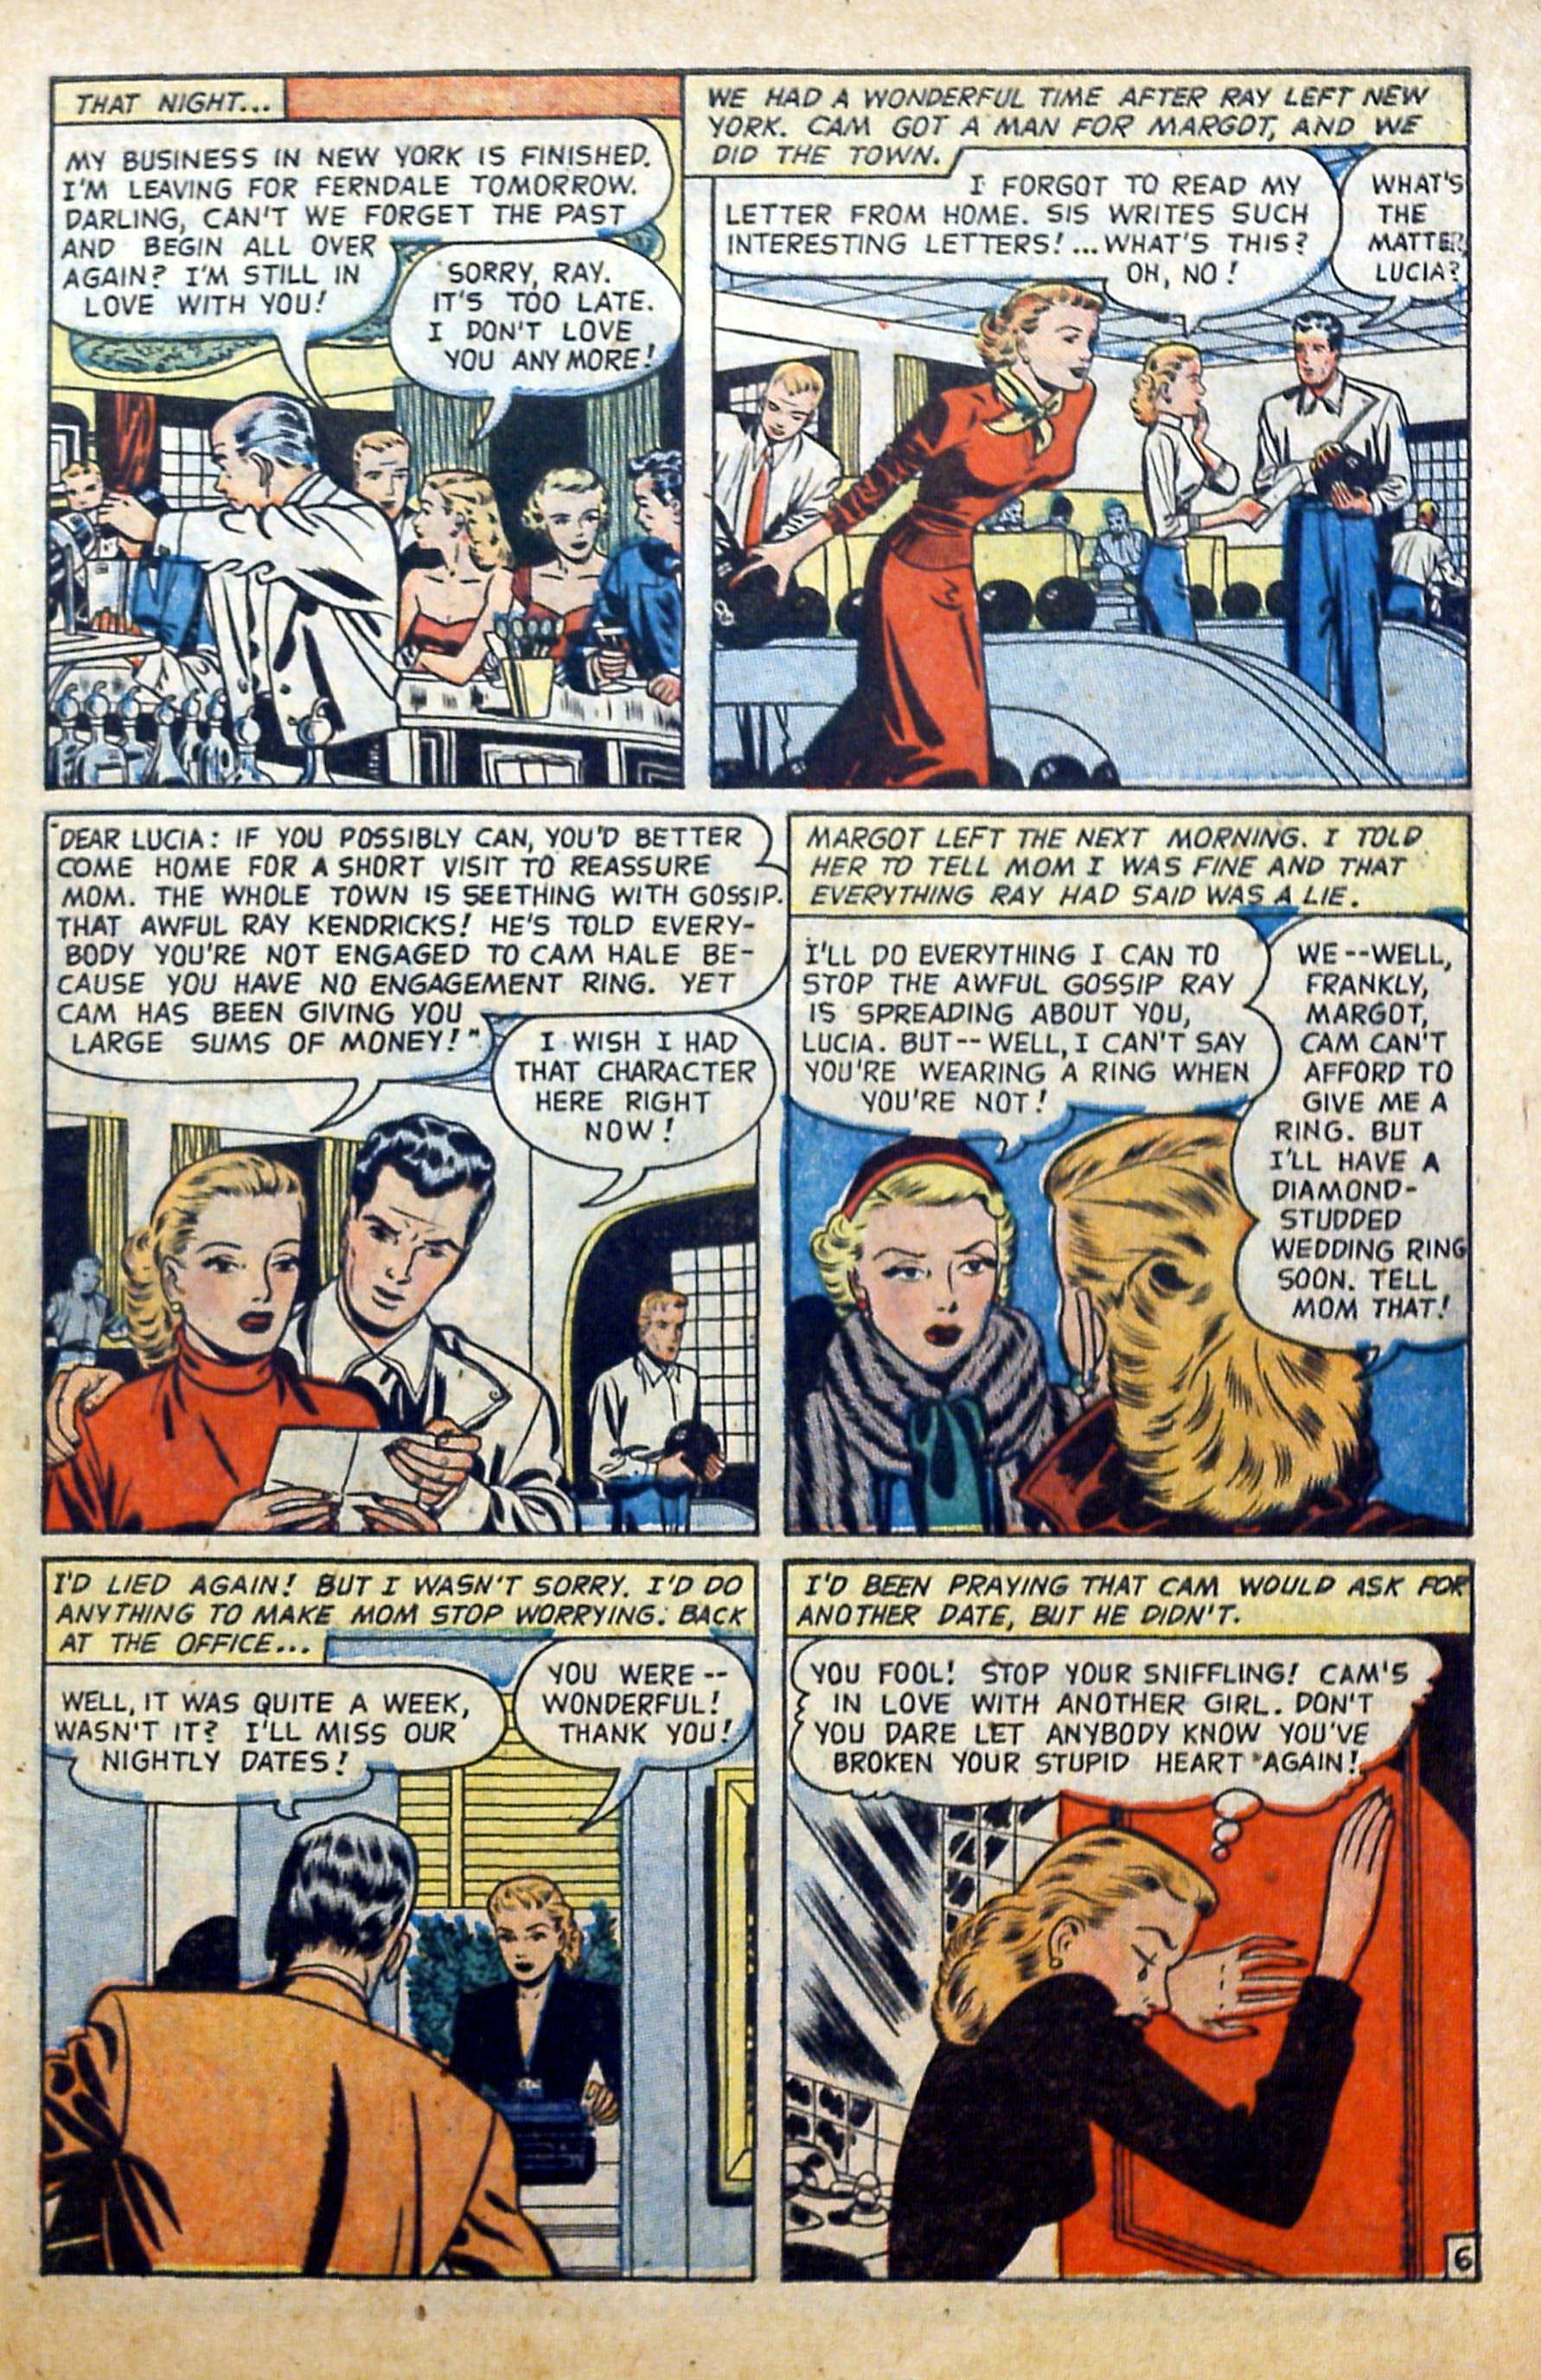 THAT NIGHT...
MY BUSINESS IN NEW YORK IS FINISHED.
I'M LEAVING FOR FERNDALE TOMORROW.
DARLING, CAN'T WE FORGET THE PAST
AND BEGIN ALL OVER
AGAIN? I'M STILL IN
LOVE WITH YOU!
SORRY, RAY.
IT'S TOO LATE.
I DON'T LOVE
YOU ANY MORE!
WE HAD A WONDERFUL TIME AFTER RAY LEFT NEW
YORK. CAM GOT A MAN FOR MARGOT, AND WE
DID THE TOWN.
I FORGOT TO READ MY
LETTER FROM HOME. SIS WRITES SUCH
INTERESTING LETTERS! ...WHAT'S THIS?
OH, NO!
WHAT'S
THE
MATTER,
LUCIA?
"DEAR LUCIA: IF YOU POSSIBLY CAN, YOU'D BETTER
COME HOME FOR A SHORT VISIT TO REASSURE
MOM. THE WHOLE TOWN IS SEETHING WITH GOSSIP.
THAT AWFUL RAY KENDRICKS! HE'S TOLD EVERY-
BODY YOU'RE NOT ENGAGED TO CAM HALE BE-
CAUSE YOU HAVE NO ENGAGEMENT RING. YET
CAM HAS BEEN GIVING YOU
LARGE SUMS OF MONEY!"
I WISH I HAD
THAT CHARACTER
HERE RIGHT
NOW!
MARGOT LEFT THE NEXT MORNING. I TOLD
HER TO TELL MOM I WAS FINE AND THAT
EVERYTHING RAY HAD SAID WAS A LIE.
I'LL DO EVERYTHING I CAN TO
STOP THE AWFUL GOSSIP RAY
IS SPREADING ABOUT YOU,
LUCIA. BUT-- WELL, I CAN'T SAY
YOU'RE WEARING A RING WHEN
YOU'RE NOT!
WE --WELL,
FRANKLY,
MARGOT,
CAM CAN'T
AFFORD TO
GIVE ME A
RING. BUT
I'LL HAVE A
DIAMOND-
STUDDED
WEDDING RING
SOON. TELL
MOM THAT!
I'D LIED AGAIN! BUT I WASN'T SORRY. I'D DO
ANYTHING TO MAKE MOM STOP WORRYING. BACK
AT THE OFFICE...
WELL, IT WAS QUITE A WEEK,
WASN'T IT? I'LL MISS OUR
NIGHTLY DATES!
YOU WERE --
WONDERFUL!
THANK YOU!
I'D BEEN PRAYING THAT CAM WOULD ASK FOR
ANOTHER DATE, BUT HE DIDN'T.
YOU FOOL! STOP YOUR SNIFFLING! CAM'S
IN LOVE WITH ANOTHER GIRL. DON'T
YOU DARE LET ANYBODY KNOW YOU'VE
BROKEN YOUR STUPID HEART AGAIN!
6